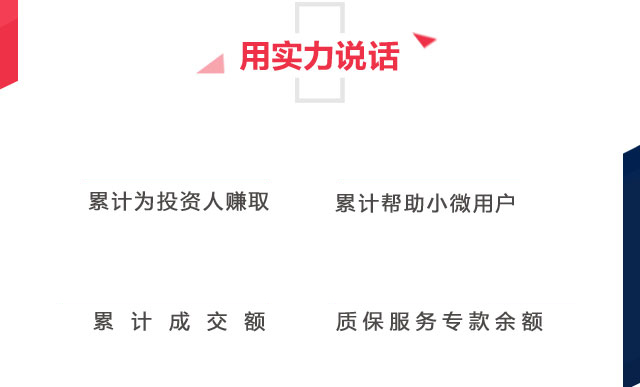 用实力说话
累计为投资人赚取
累计帮助小微用户
累计成交额
质保服务专款余额